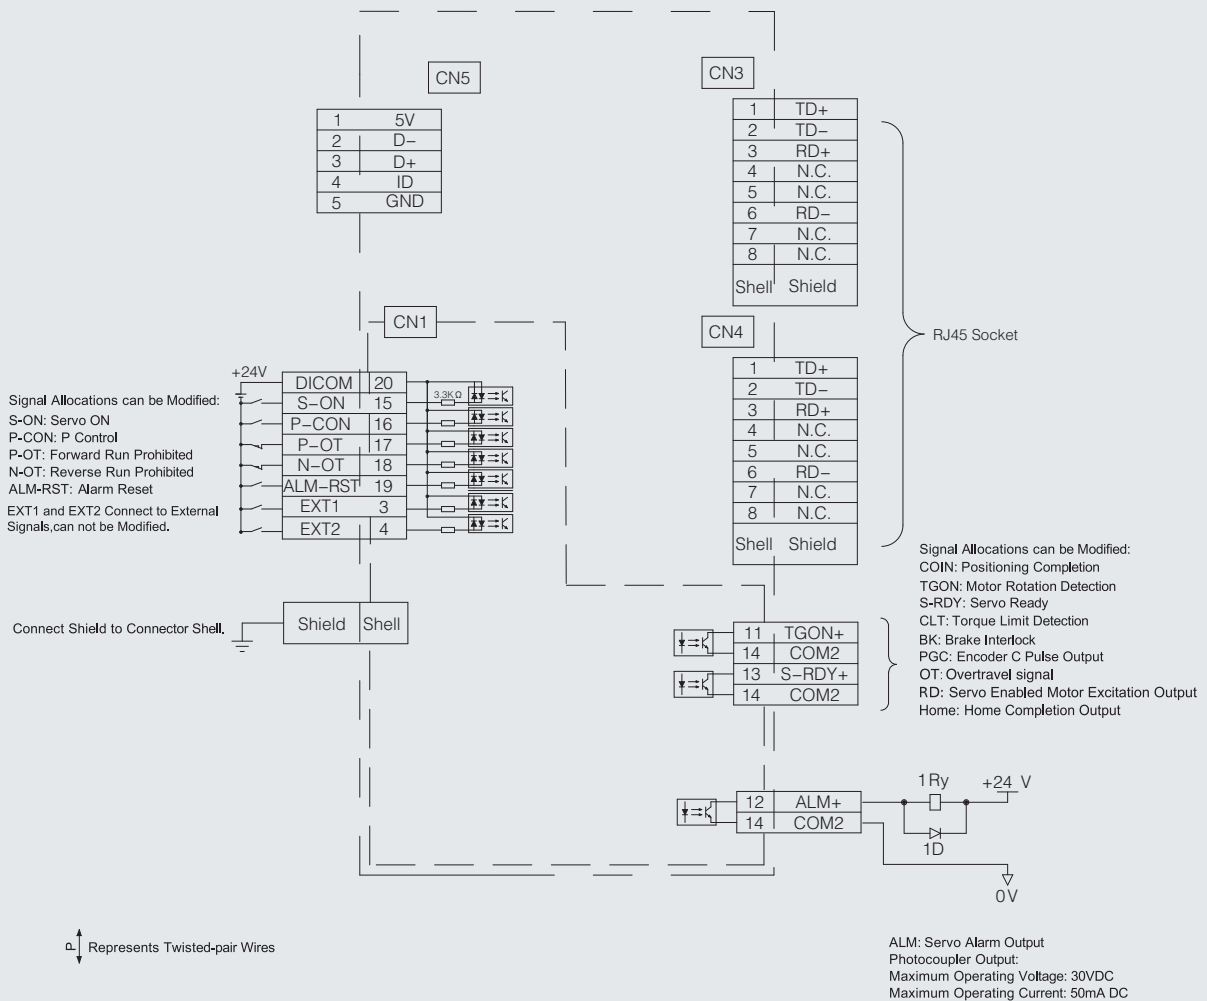 CN5
1 5V
2 D−
3 D+
4 ID
5 GND
CN3
1 TD+
2 TD−
3 RD+
4 N.C.
5 N.C.
6 RD−
7 N.C.
8 N.C.
Shell Shield
RJ45 Socket
CN4
1 TD+
2 TD−
3 RD+
4 N.C.
5 N.C.
6 RD−
7 N.C.
8 N.C.
Shell Shield
CN1
+24V
DICOM 20
S−ON 15
P−CON 16
P−OT 17
N−OT 18
ALM−RST 19
EXT1 3
EXT2 4
3.3KΩ
Signal Allocations can be Modified:
S-ON: Servo ON
P-CON: P Control
P-OT: Forward Run Prohibited
N-OT: Reverse Run Prohibited
ALM-RST: Alarm Reset
EXT1 and EXT2 Connect to External
Signals,can not be Modified.
Connect Shield to Connector Shell.
Shield Shell
11 TGON+
14 COM2
13 S−RDY+
14 COM2
Signal Allocations can be Modified:
COIN: Positioning Completion
TGON: Motor Rotation Detection
S-RDY: Servo Ready
CLT: Torque Limit Detection
BK: Brake Interlock
PGC: Encoder C Pulse Output
OT: Overtravel signal
RD: Servo Enabled Motor Excitation Output
Home: Home Completion Output
12 ALM+
14 COM2
1Ry
+24 V
1D
0V
P Represents Twisted-pair Wires
ALM: Servo Alarm Output
Photocoupler Output:
Maximum Operating Voltage: 30VDC
Maximum Operating Current: 50mA DC